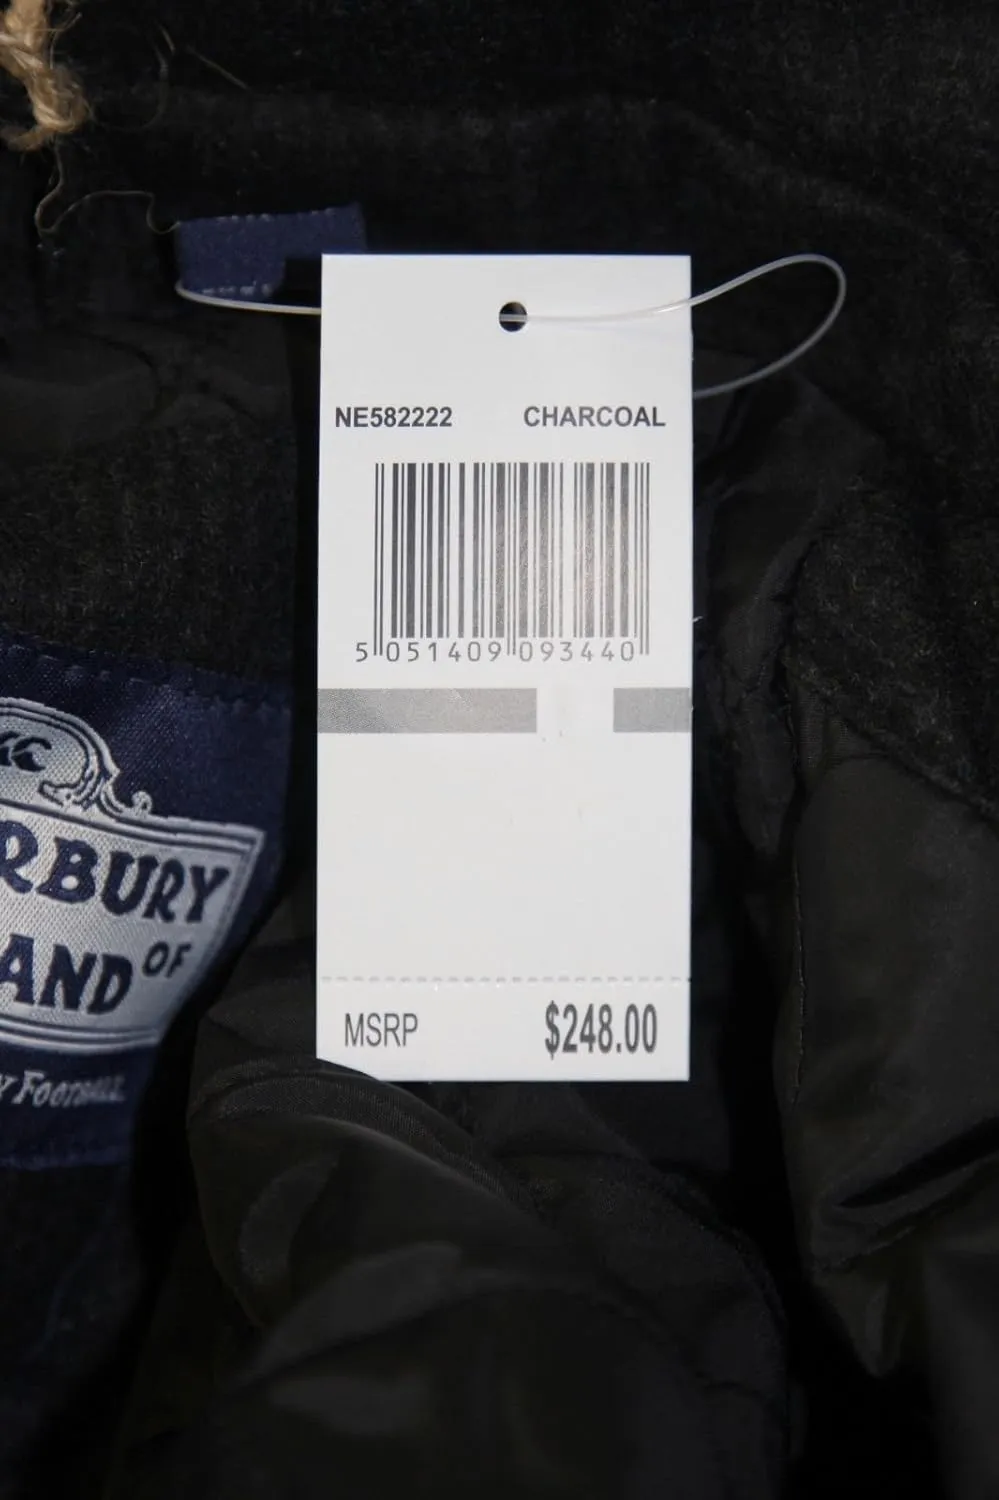 NE582222 CHARCOAL
5 051409 093440
RBURY
AND OF
FOOTBALL
MSRP $248.00